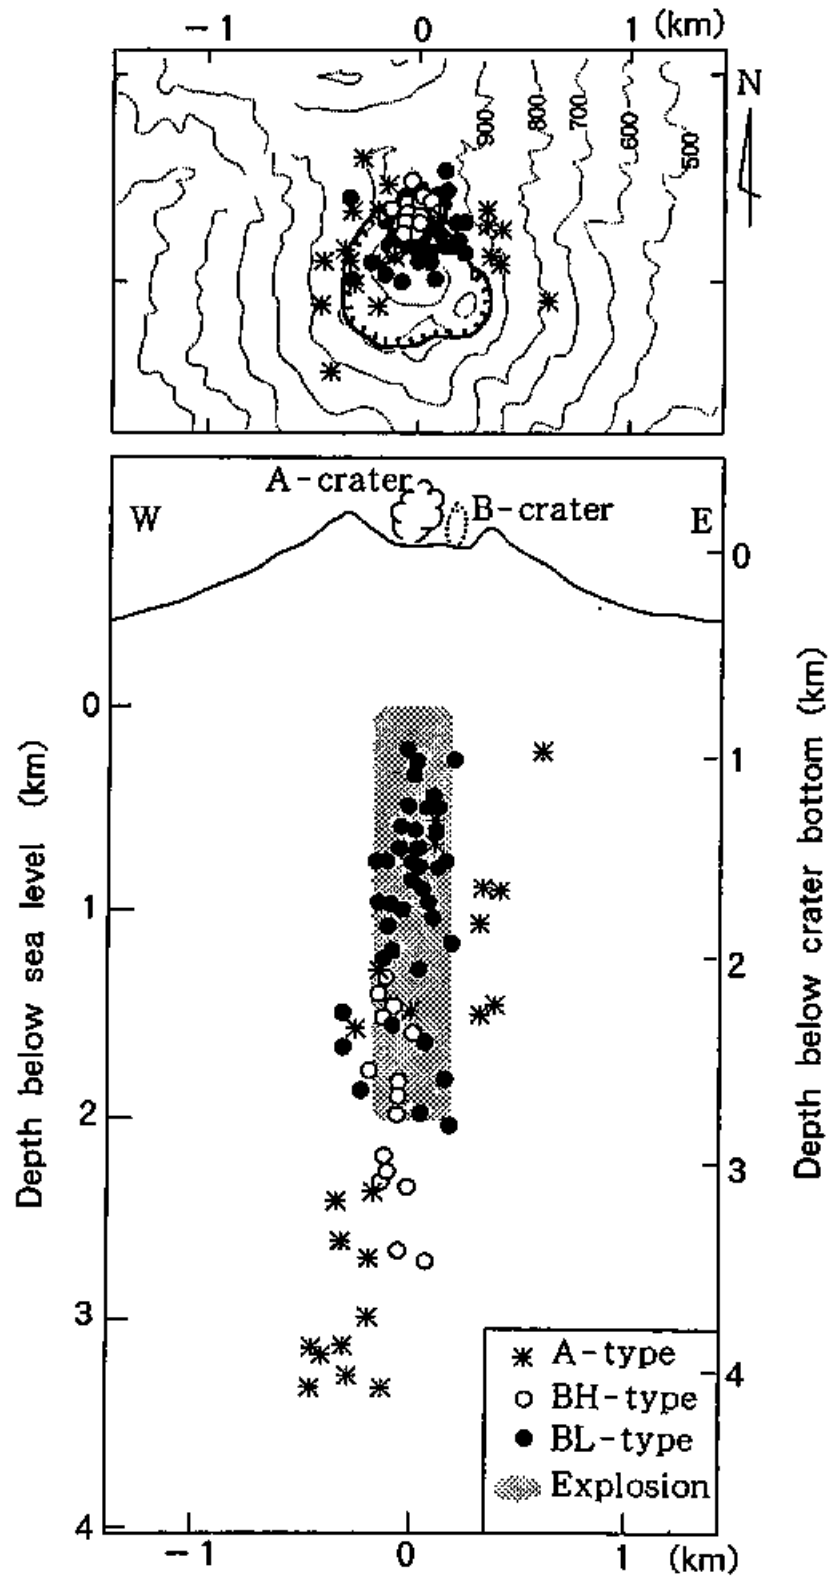 -1 0 1 (km)
N
900 800 700 600 500
A-crater
B-crater
W E
0
0
1
1
2
2
3
3
4
4
Depth below sea level (km)
Depth below crater bottom (km)
A-type
BH-type
BL-type
Explosion
-1 0 1 (km)